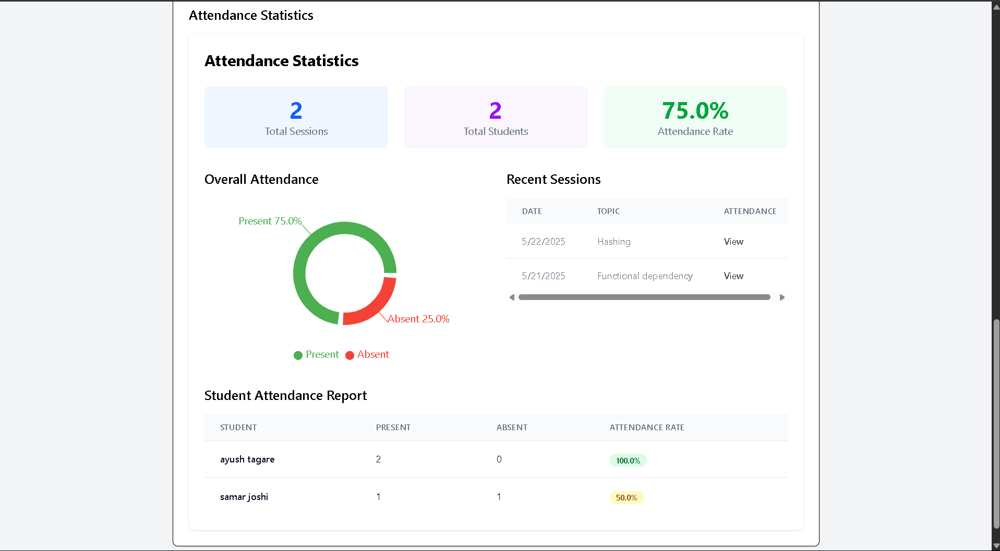 Attendance Statistics
Attendance Statistics
2
Total Sessions
2
Total Students
75.0%
Attendance Rate
Overall Attendance
Present 75.0%
Absent 25.0%
Present Absent
Recent Sessions
DATE TOPIC ATTENDANCE
5/22/2025 Hashing View
5/21/2025 Functional dependency View
Student Attendance Report
STUDENT PRESENT ABSENT ATTENDANCE RATE
ayush tagare 2 0 100.0%
samar joshi 1 1 50.0%